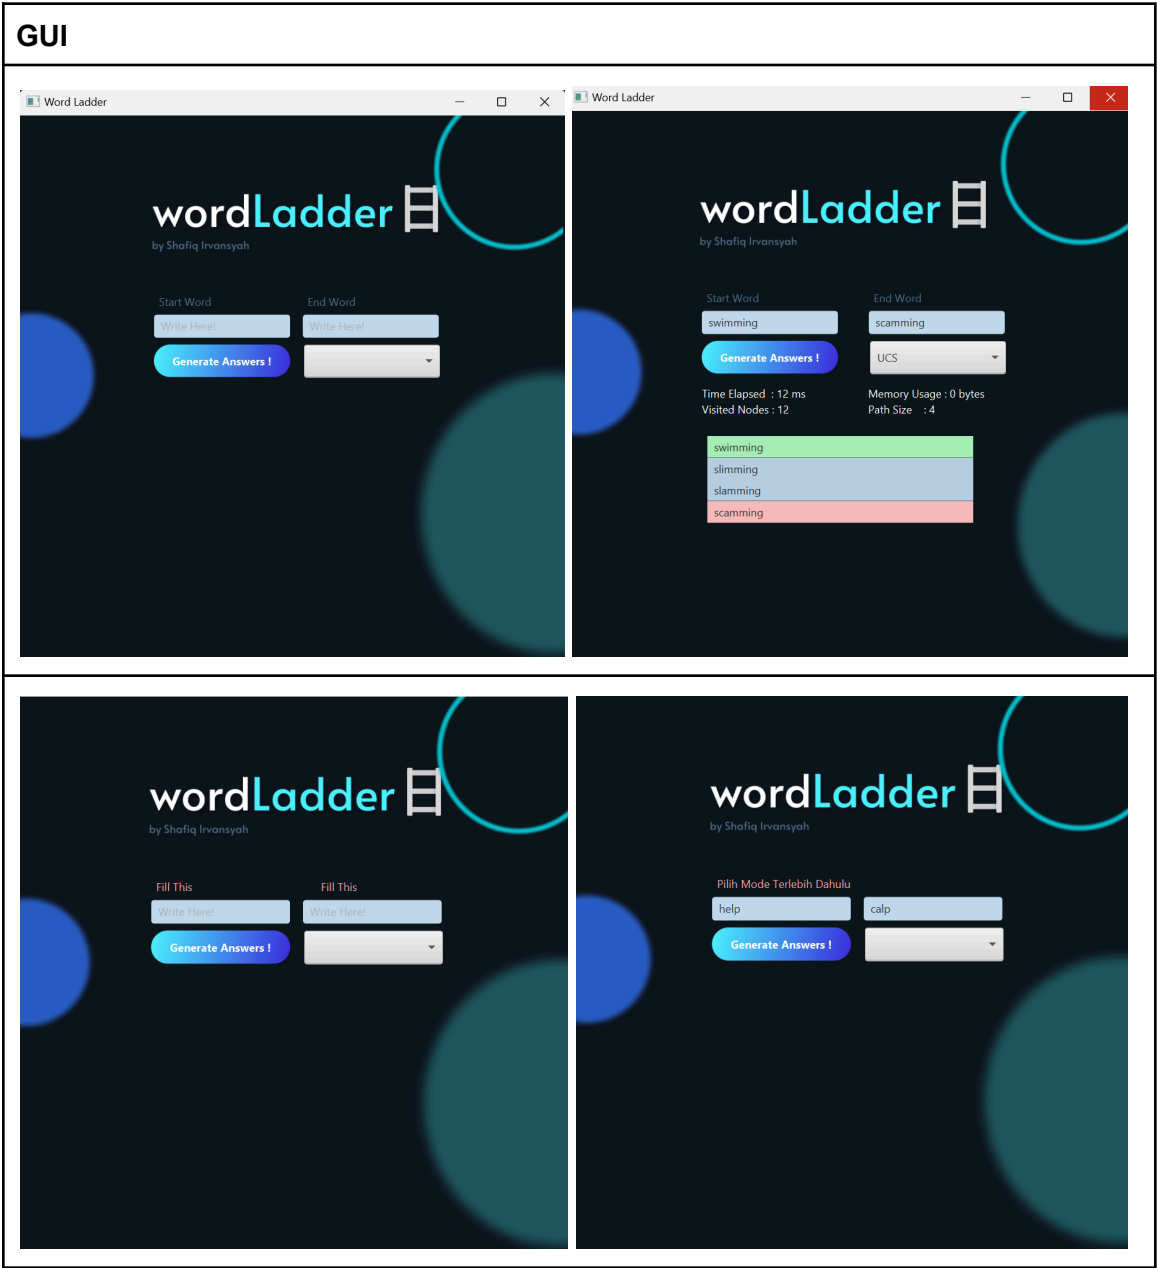 GUI
Word Ladder
wordLadder
by Shafiq Irvansyah
Start Word End Word
Write Here! Write Here!
Generate Answers !
Word Ladder
wordLadder
by Shafiq Irvansyah
Start Word End Word
swimming scamming
Generate Answers ! UCS
Time Elapsed : 12 ms Memory Usage : 0 bytes
Visited Nodes : 12 Path Size : 4
swimming
slimming
slamming
scamming
wordLadder
by Shafiq Irvansyah
Fill This Fill This
Write Here! Write Here!
Generate Answers !
wordLadder
by Shafiq Irvansyah
Pilih Mode Terlebih Dahulu
help calp
Generate Answers !